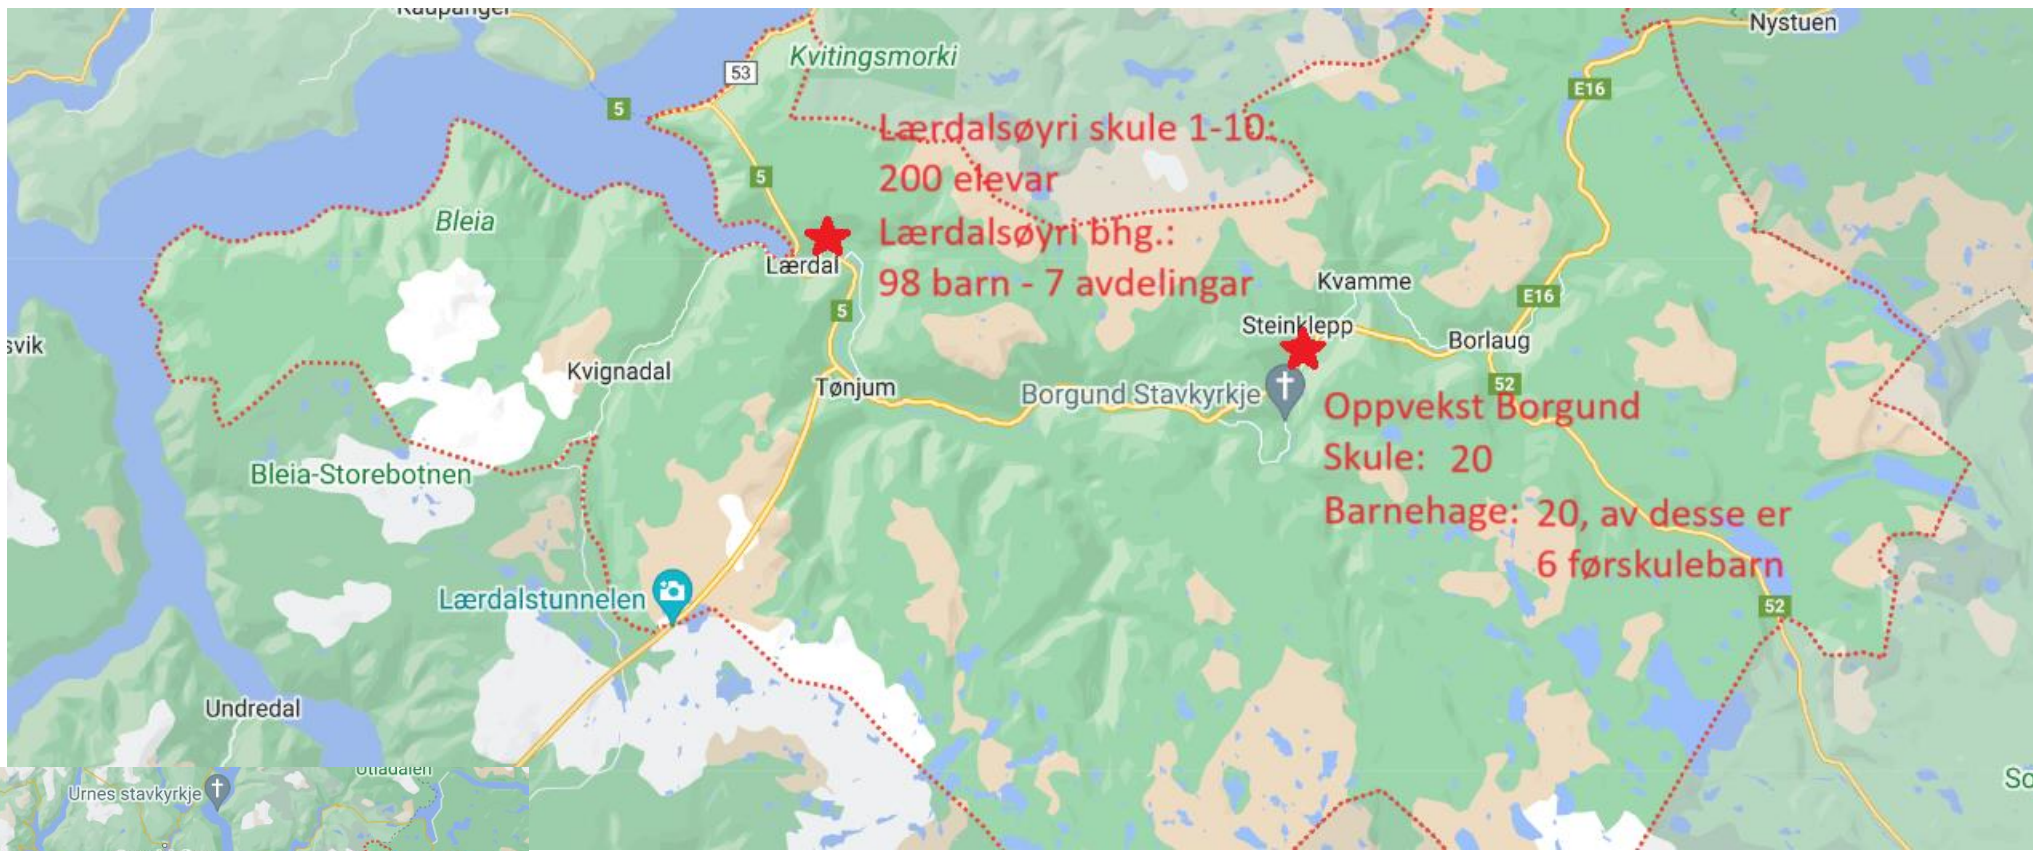 Kaupanger
Nystuen
Kvitingsmorki
53
E16
5
Lærdalsøyri skule 1-10:
5
200 elevar
Bleia
Lærdalsøyri bhg.:
Lærdal
98 barn - 7 avdelingar
Kvamme
E16
5
Steinklepp
Borlaug
Kvignadal
Tønjum
52
Borgund Stavkyrkje
Oppvekst Borgund
Skule: 20
Bleia-Storebotnen
Barnehage: 20, av desse er
6 førskulebarn
Lærdalstunnelen
52
Undredal
Utladalen
Urnes stavkyrkje